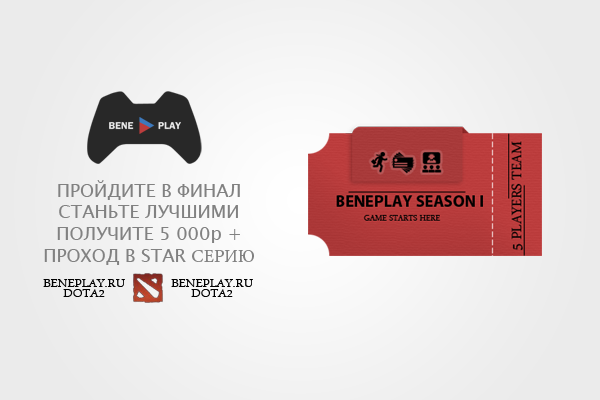 BENE PLAY
ПРОЙДИТЕ В ФИНАЛ
СТАНЬТЕ ЛУЧШИМИ
ПОЛУЧИТЕ 5 000р +
ПРОХОД В STAR СЕРИЮ
BENEPLAY.RU
DOTA2
BENEPLAY.RU
DOTA2
BENEPLAY SEASON I
GAME STARTS HERE
5 PLAYERS TEAM